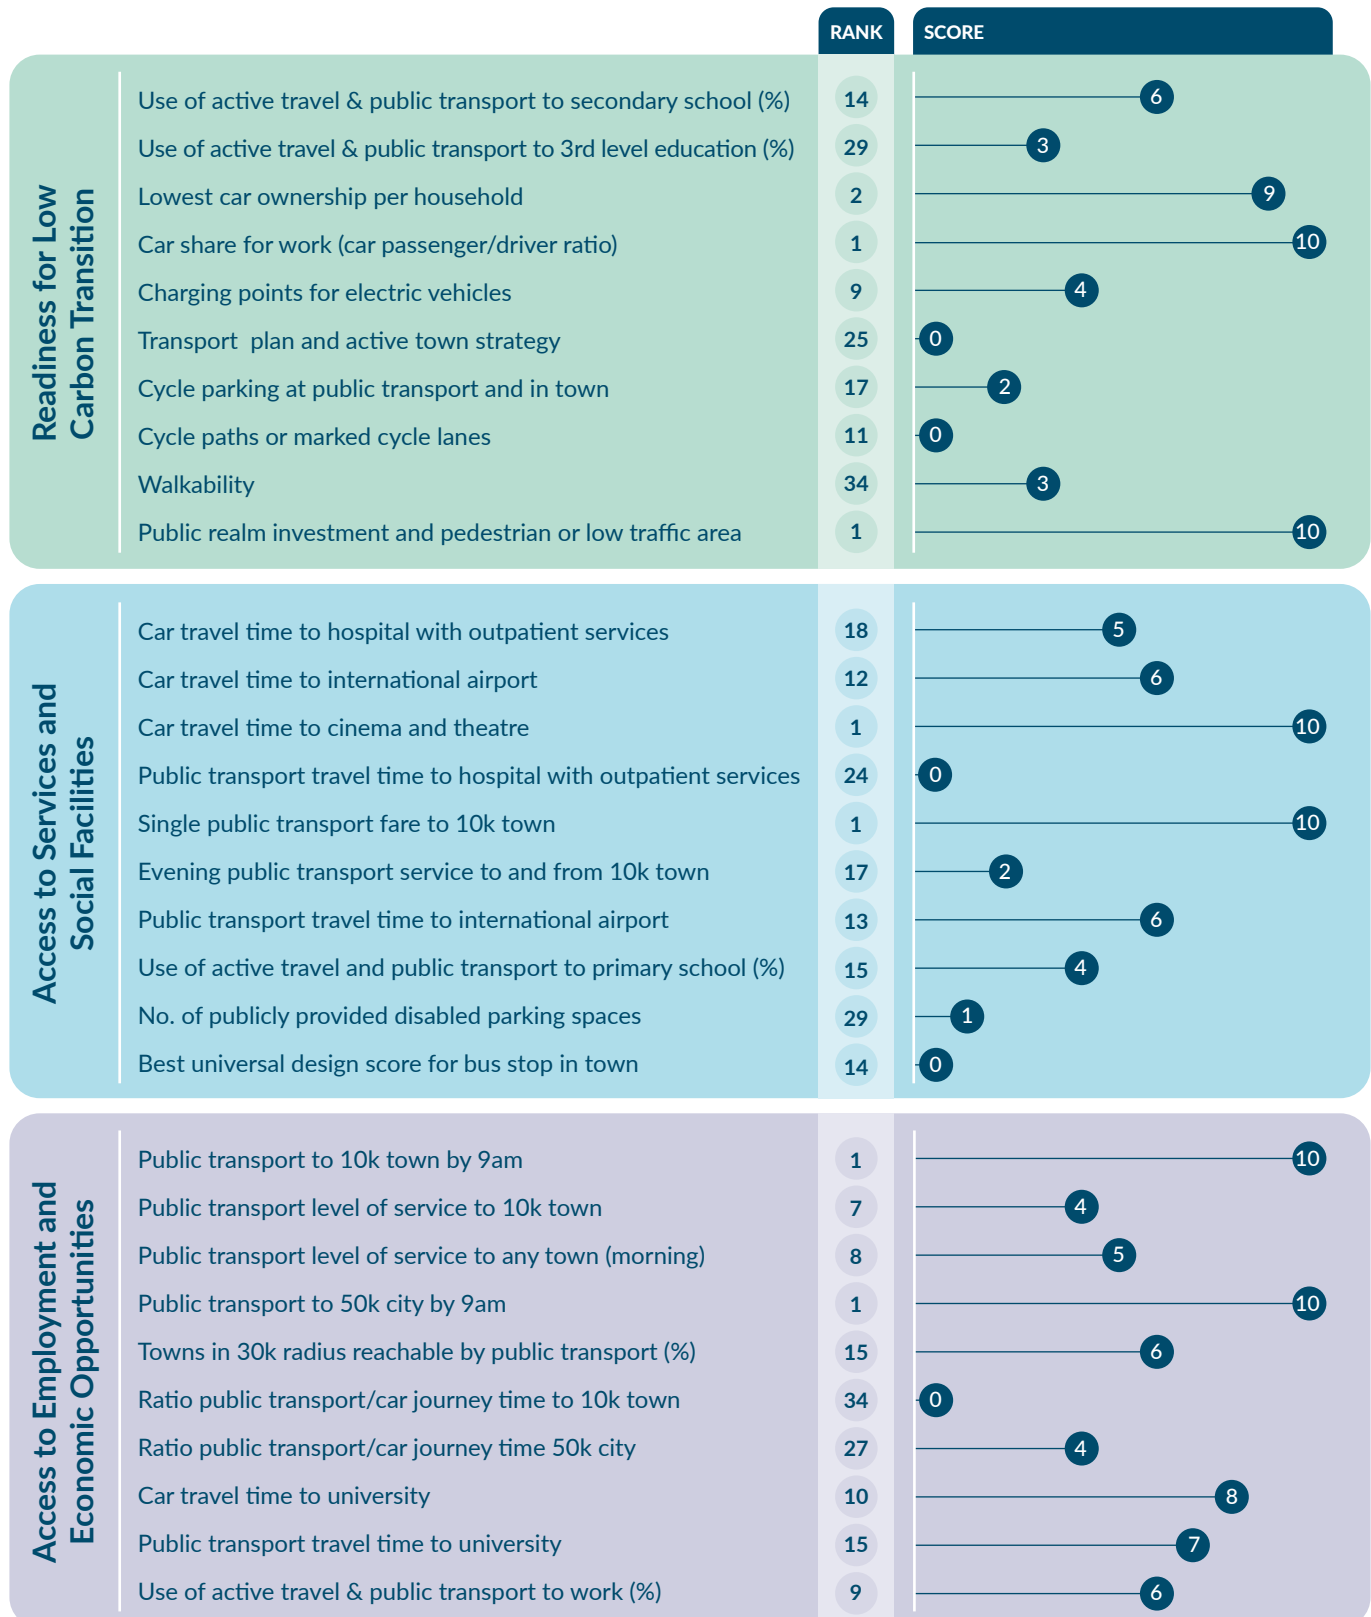 RANK SCORE
Readiness for Low
Carbon Transition
Use of active travel & public transport to secondary school (%) 14 6
Use of active travel & public transport to 3rd level education (%) 29 3
Lowest car ownership per household 2 9
Car share for work (car passenger/driver ratio) 1 10
Charging points for electric vehicles 9 4
Transport plan and active town strategy 25 0
Cycle parking at public transport and in town 17 2
Cycle paths or marked cycle lanes 11 0
Walkability 34 3
Public realm investment and pedestrian or low traffic area 1 10
Access to Services and
Social Facilities
Car travel time to hospital with outpatient services 18 5
Car travel time to international airport 12 6
Car travel time to cinema and theatre 1 10
Public transport travel time to hospital with outpatient services 24 0
Single public transport fare to 10k town 1 10
Evening public transport service to and from 10k town 17 2
Public transport travel time to international airport 13 6
Use of active travel and public transport to primary school (%) 15 4
No. of publicly provided disabled parking spaces 29 1
Best universal design score for bus stop in town 14 0
Access to Employment and
Economic Opportunities
Public transport to 10k town by 9am 1 10
Public transport level of service to 10k town 7 4
Public transport level of service to any town (morning) 8 5
Public transport to 50k city by 9am 1 10
Towns in 30k radius reachable by public transport (%) 15 6
Ratio public transport/car journey time to 10k town 34 0
Ratio public transport/car journey time 50k city 27 4
Car travel time to university 10 8
Public transport travel time to university 15 7
Use of active travel & public transport to work (%) 9 6